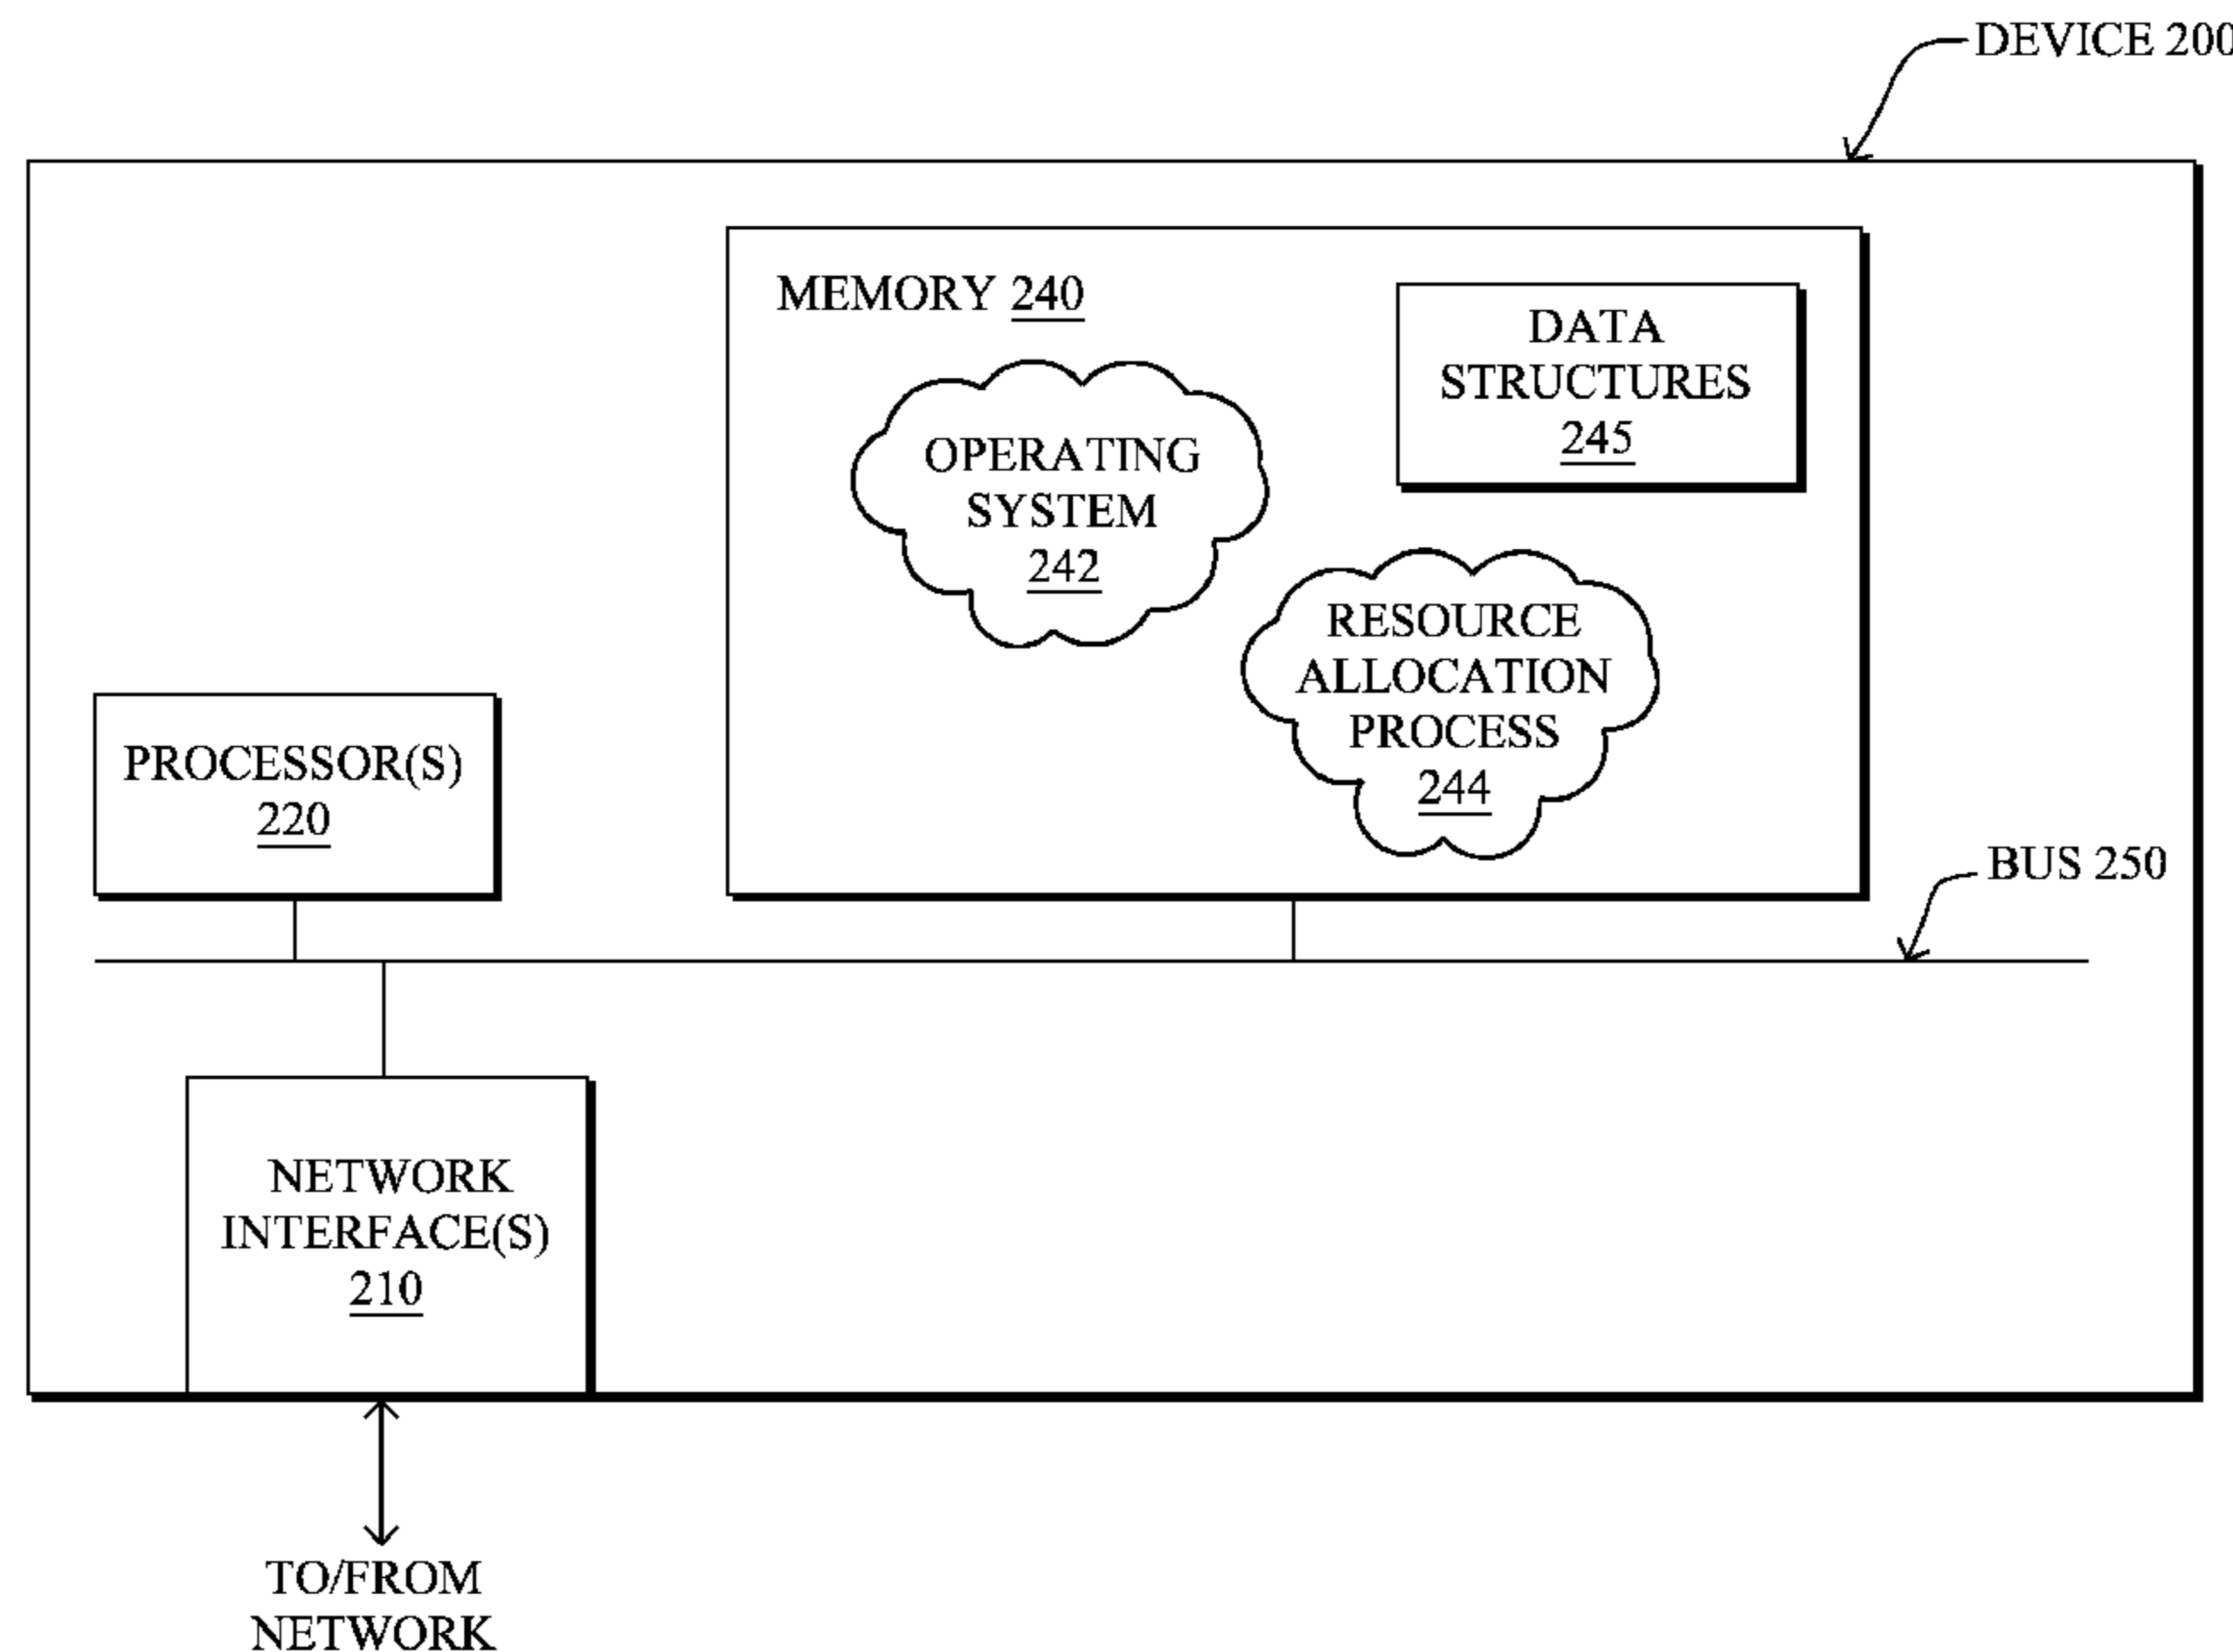 DEVICE 200
MEMORY 240
DATA
STRUCTURES
245
OPERATING
SYSTEM
242
RESOURCE
ALLOCATION
PROCESS
244
PROCESSOR(S)
220
BUS 250
NETWORK
INTERFACE(S)
210
TO/FROM
NETWORK